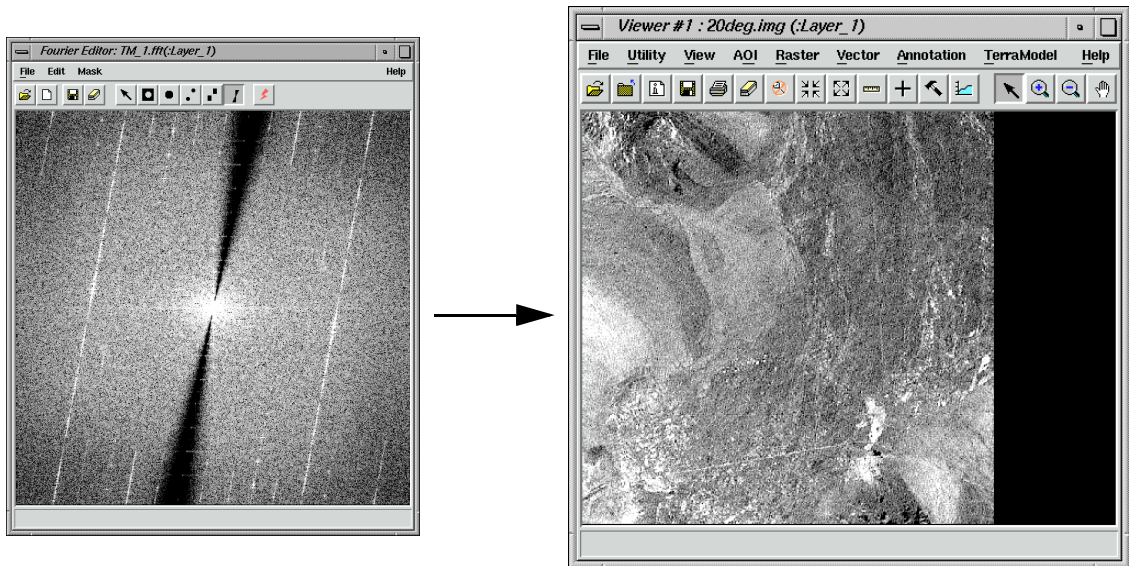 Fourier Editor: TM_1.fft(:Layer_1)
File Edit Mask Help
Viewer #1 : 20deg.img (:Layer_1)
File Utility View AOI Raster Vector Annotation TerraModel Help